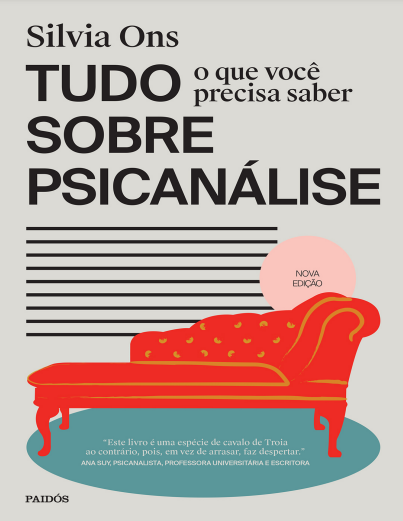 Silvia Ons
TUDO o que você
precisa saber
SOBRE
PSICANÁLISE
NOVA
EDIÇÃO
“Este livro é uma espécie de cavalo de Troia
ao contrário, pois, em vez de arrasar, faz despertar.”
ANA SUY, PSICANALISTA, PROFESSORA UNIVERSITÁRIA E ESCRITORA
PAIDÓS